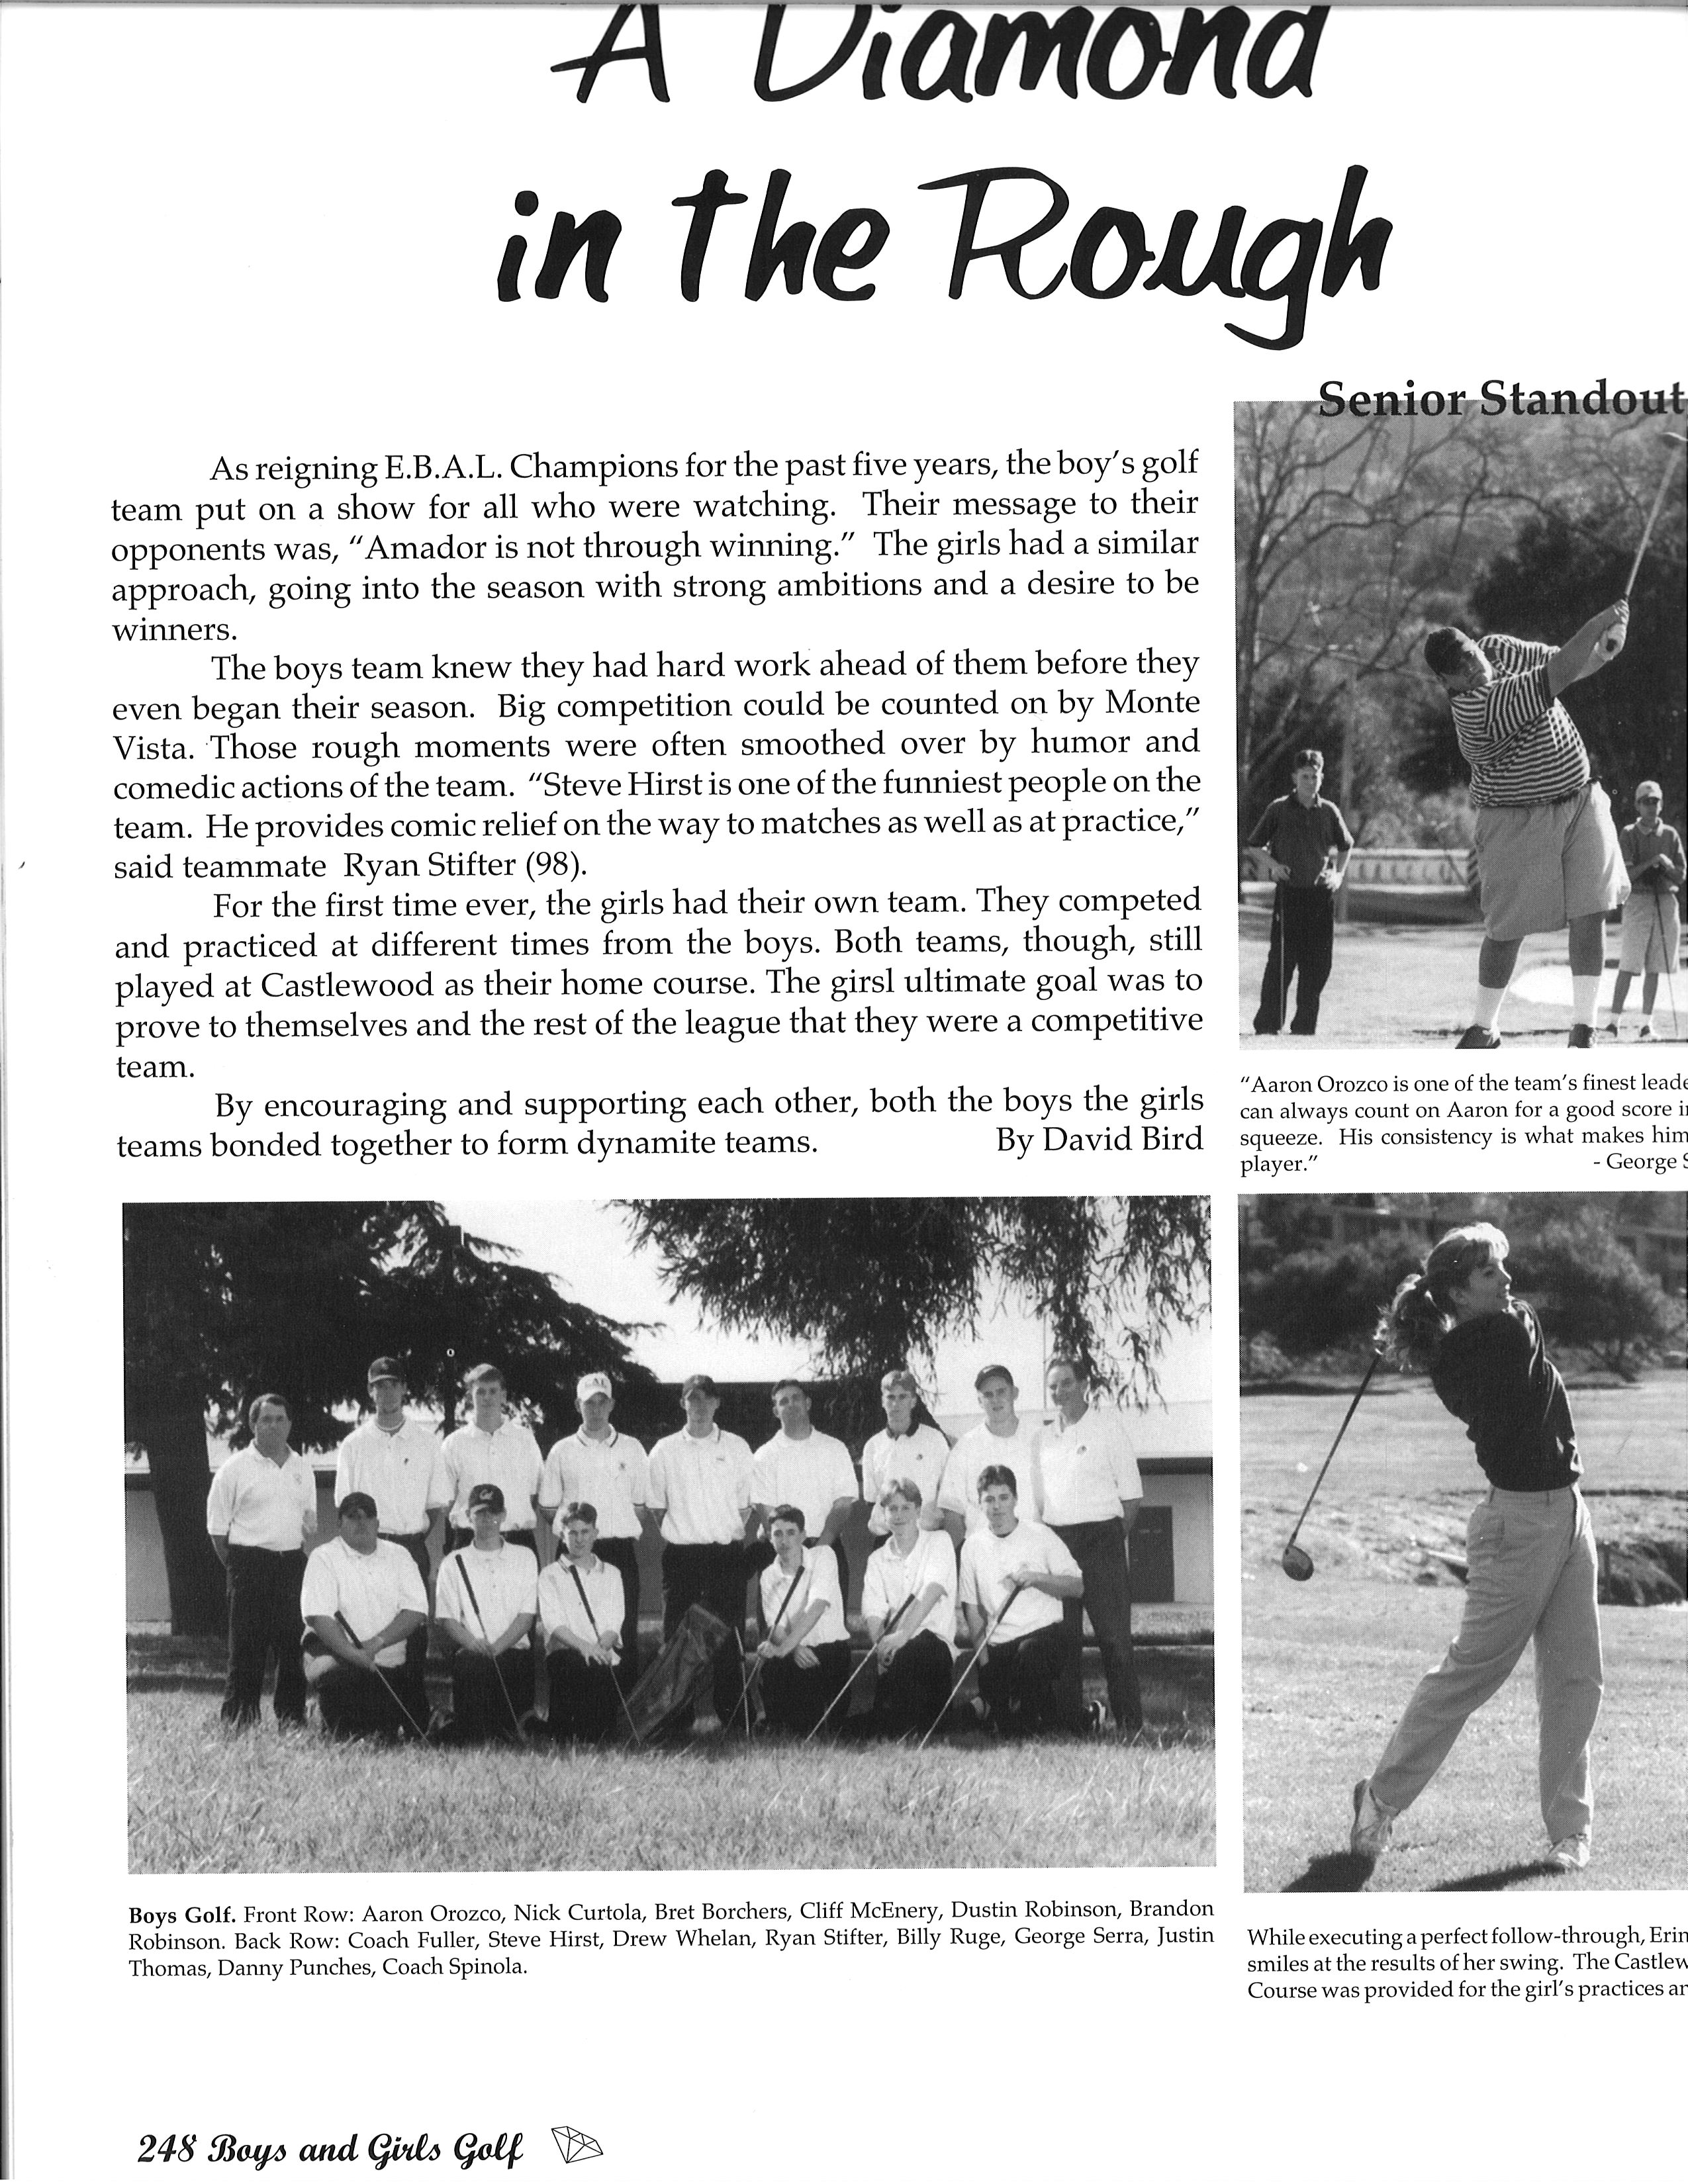 A Diamond
in the Rough
As reigning E.B.A.L. Champions for the past five years, the boy's golf
team put on a show for all who were watching. Their message to their
opponents was, "Amador is not through winning." The girls had a similar
approach, going into the season with strong ambitions and a desire to be
winners.
The boys team knew they had hard work ahead of them before they
even began their season. Big competition could be counted on by Monte
Vista. Those rough moments were often smoothed over by humor and
comedic actions of the team. "Steve Hirst is one of the funniest people on the
team. He provides comic relief on the way to matches as well as at practice,"
said teammate Ryan Stifter (98).
For the first time ever, the girls had their own team. They competed
and practiced at different times from the boys. Both teams, though, still
played at Castlewood as their home course. The girsl ultimate goal was to
prove to themselves and the rest of the league that they were a competitive
team.
By encouraging and supporting each other, both the boys the girls
teams bonded together to form dynamite teams. By David Bird
Senior Standout
"Aaron Orozco is one of the team's finest leade
can always count on Aaron for a good score i
squeeze. His consistency is what makes him
player."
- George S
Boys Golf. Front Row: Aaron Orozco, Nick Curtola, Bret Borchers, Cliff McEnery, Dustin Robinson, Brandon
Robinson. Back Row: Coach Fuller, Steve Hirst, Drew Whelan, Ryan Stifter, Billy Ruge, George Serra, Justin
Thomas, Danny Punches, Coach Spinola.
While executing a perfect follow-through, Erin
smiles at the results of her swing. The Castlew
Course was provided for the girl's practices an
248 Boys and Girls Golf